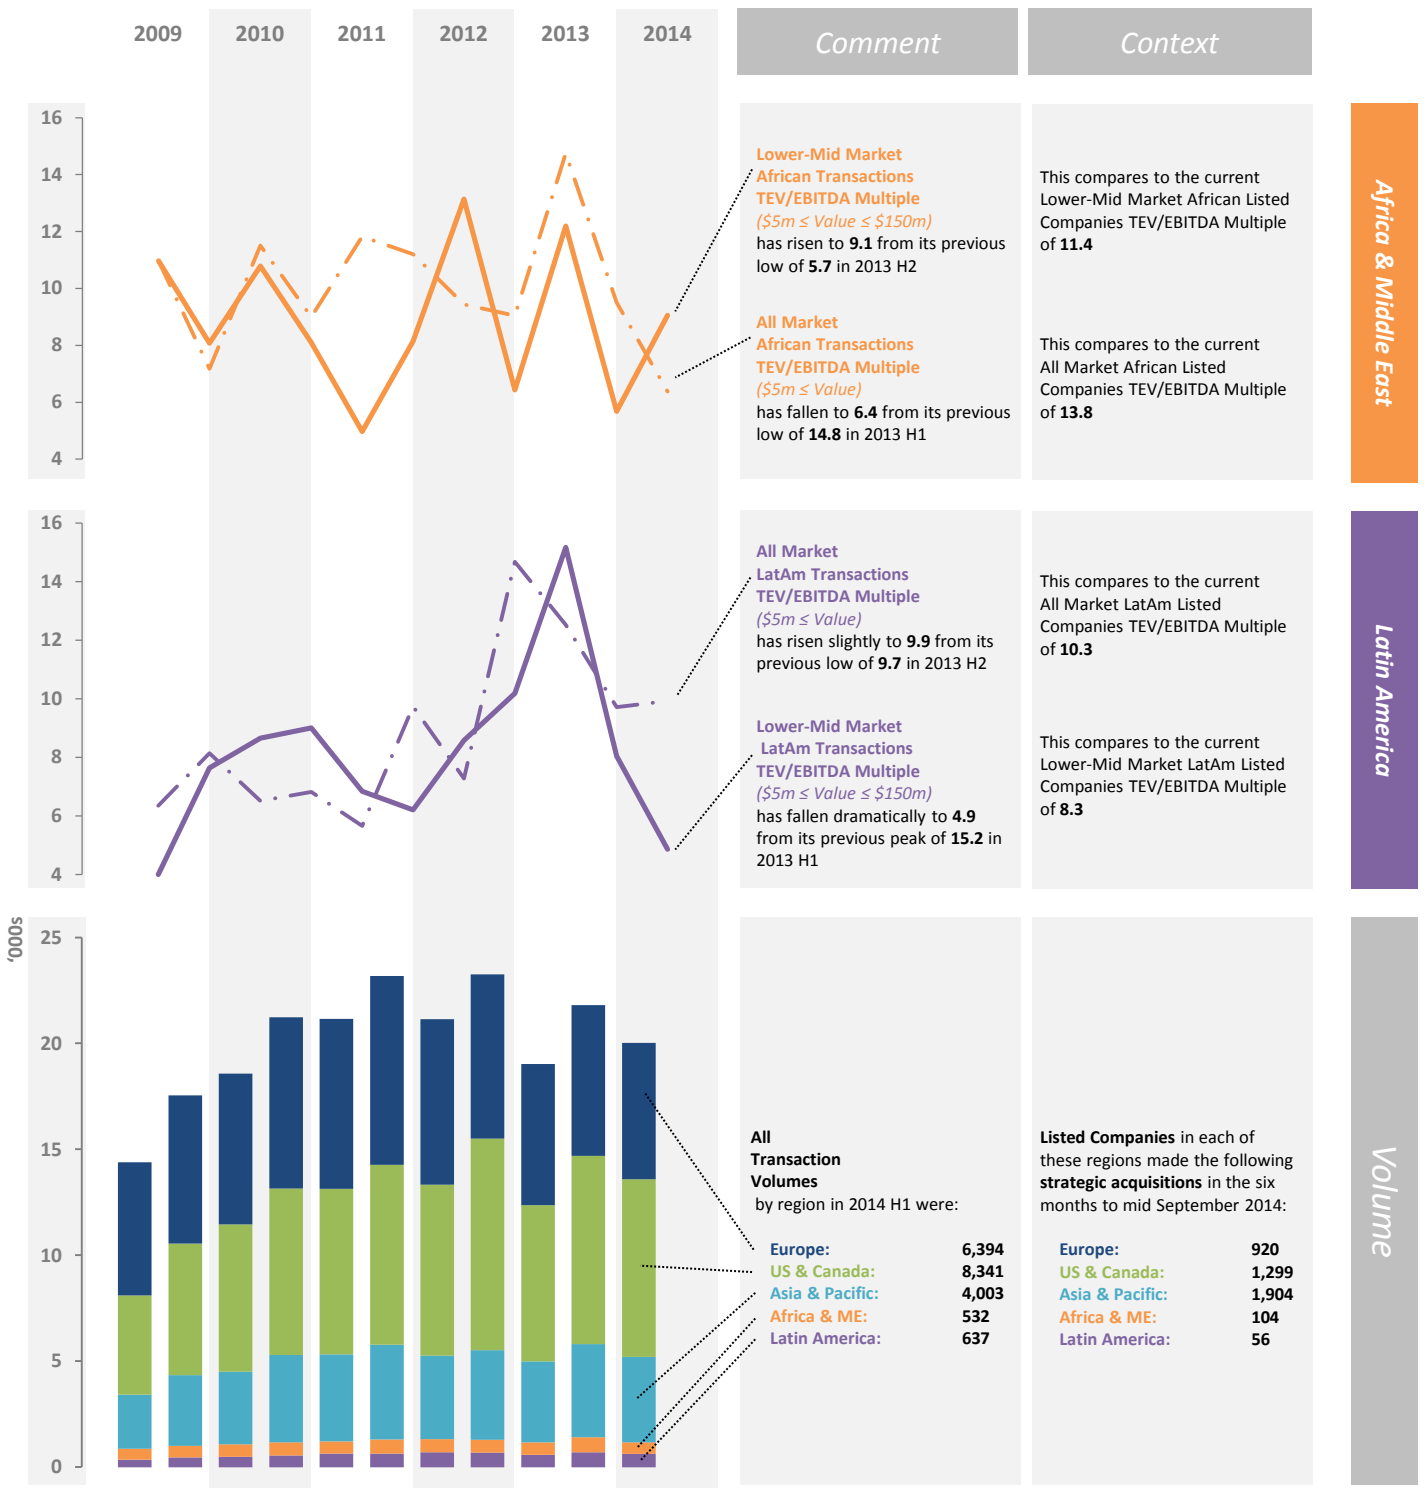 2009 2010 2011 2012 2013 2014
Comment
Context
16
14
12
10
8
6
4
Lower-Mid Market
African Transactions
TEV/EBITDA Multiple
($5m ≤ Value ≤ $150m)
has risen to 9.1 from its previous
low of 5.7 in 2013 H2
This compares to the current
Lower-Mid Market African Listed
Companies TEV/EBITDA Multiple
of 11.4
All Market
African Transactions
TEV/EBITDA Multiple
($5m ≤ Value)
has fallen to 6.4 from its previous
low of 14.8 in 2013 H1
This compares to the current
All Market African Listed
Companies TEV/EBITDA Multiple
of 13.8
Africa & Middle East
16
14
12
10
8
6
4
All Market
LatAm Transactions
TEV/EBITDA Multiple
($5m ≤ Value)
has risen slightly to 9.9 from its
previous low of 9.7 in 2013 H2
This compares to the current
All Market LatAm Listed
Companies TEV/EBITDA Multiple
of 10.3
Lower-Mid Market
LatAm Transactions
TEV/EBITDA Multiple
($5m ≤ Value ≤ $150m)
has fallen dramatically to 4.9
from its previous peak of 15.2 in
2013 H1
This compares to the current
Lower-Mid Market LatAm Listed
Companies TEV/EBITDA Multiple
of 8.3
Latin America
'000s
25
20
15
10
5
0
All
Transaction
Volumes
by region in 2014 H1 were:
Europe: 6,394
US & Canada: 8,341
Asia & Pacific: 4,003
Africa & ME: 532
Latin America: 637
Listed Companies in each of
these regions made the following
strategic acquisitions in the six
months to mid September 2014:
Europe: 920
US & Canada: 1,299
Asia & Pacific: 1,904
Africa & ME: 104
Latin America: 56
Volume